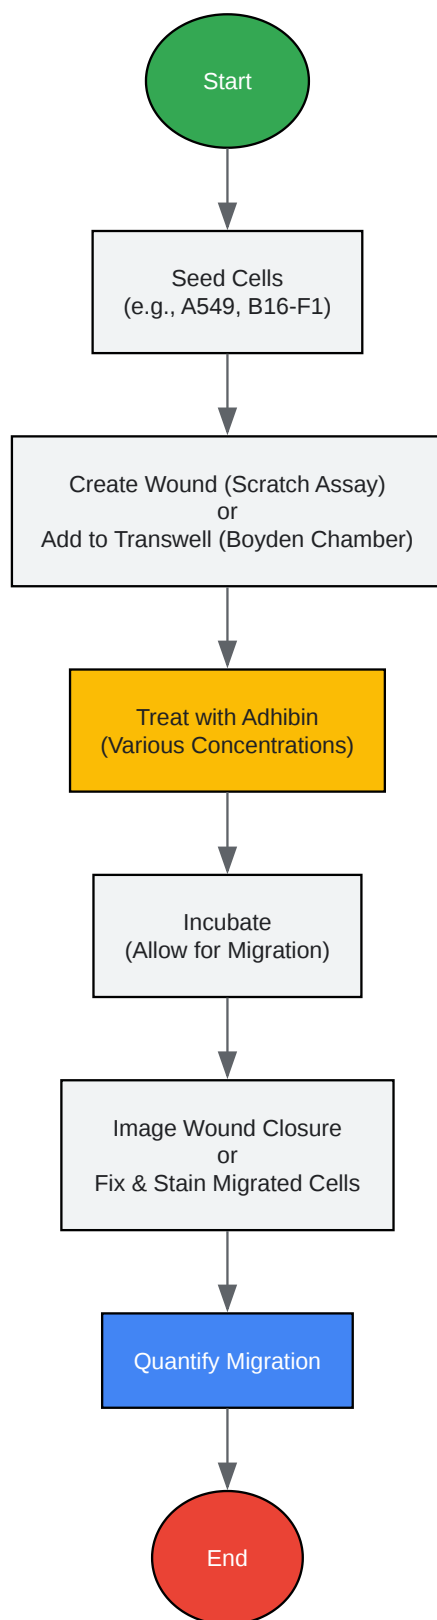 Start
Seed Cells
(e.g., A549, B16-F1)
Create Wound (Scratch Assay)
or
Add to Transwell (Boyden Chamber)
Treat with Adhibin
(Various Concentrations)
Incubate
(Allow for Migration)
Image Wound Closure
or
Fix & Stain Migrated Cells
Quantify Migration
End